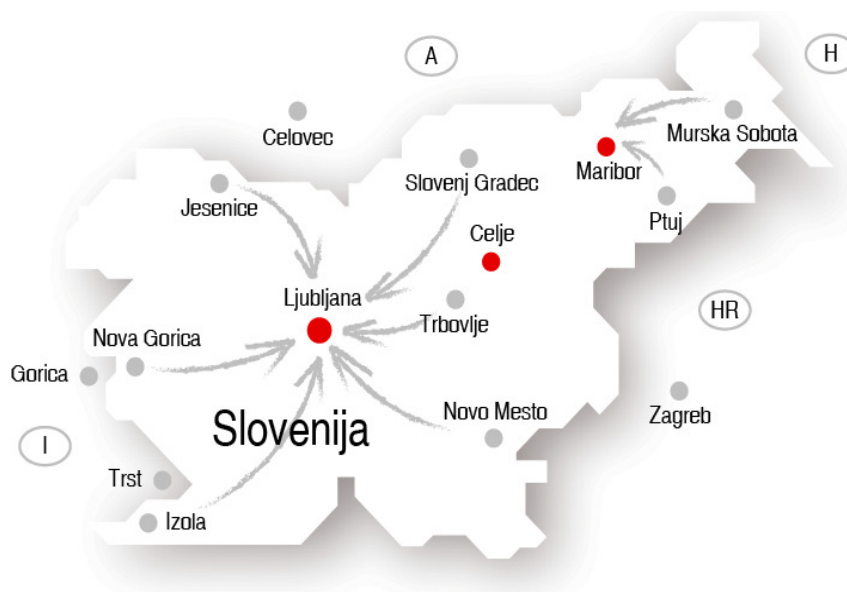 A
H
Celovec
Murska Sobota
Maribor
Slovenj Gradec
Jesenice
Ptuj
Celje
Ljubljana
HR
Trbovlje
Nova Gorica
Gorica
Novo Mesto
Zagreb
Slovenija
I
Trst
Izola